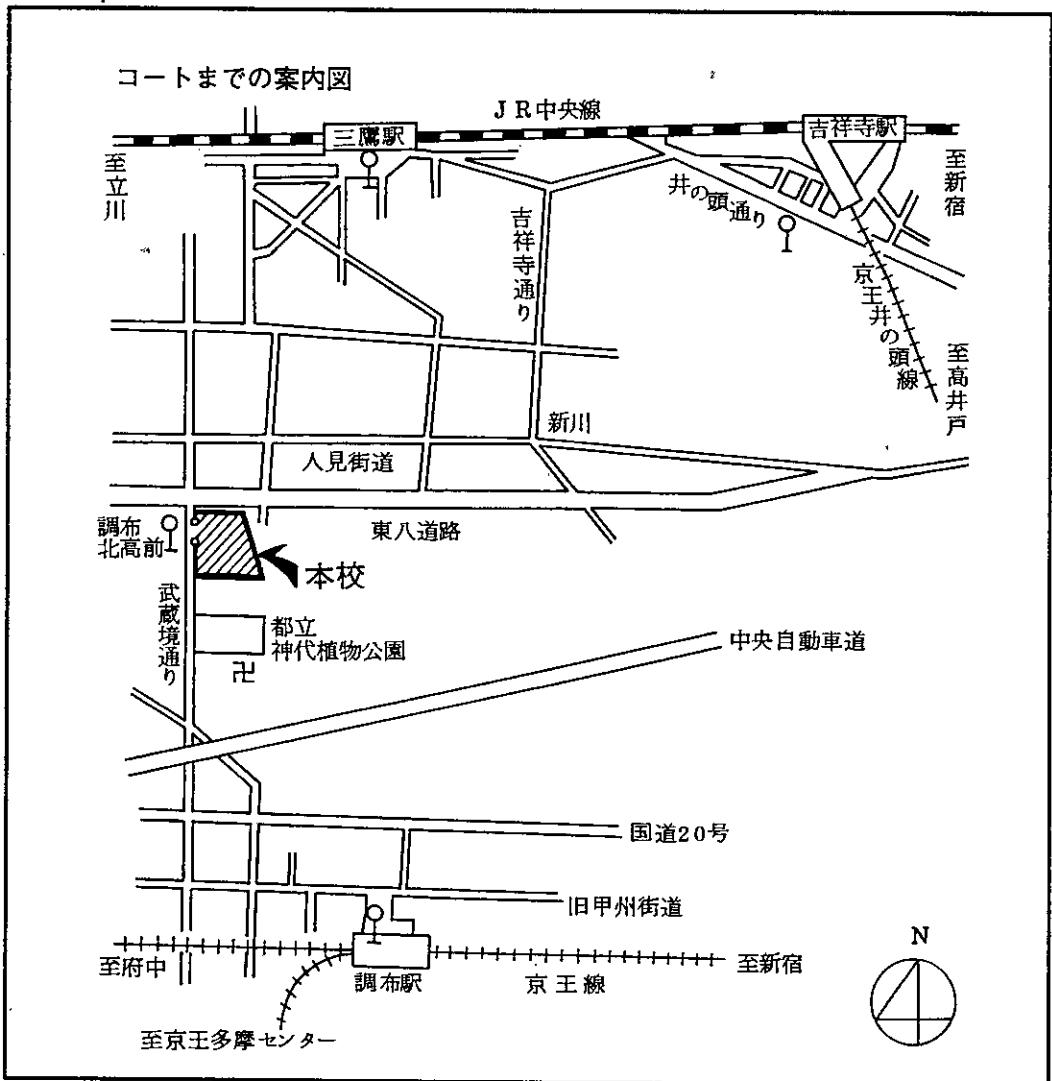 コートまでの案内図
JR中央線
三鷹駅
吉祥寺駅
至立川
至新宿
井の頭通り
吉祥寺通り
京王井の頭線
至高井戸
新川
人見街道
東八道路
調布
北高前
本校
武蔵境通り
都立
神代植物公園
卍
中央自動車道
国道20号
旧甲州街道
N
至府中
調布駅
京王線
至新宿
至京王多摩センター